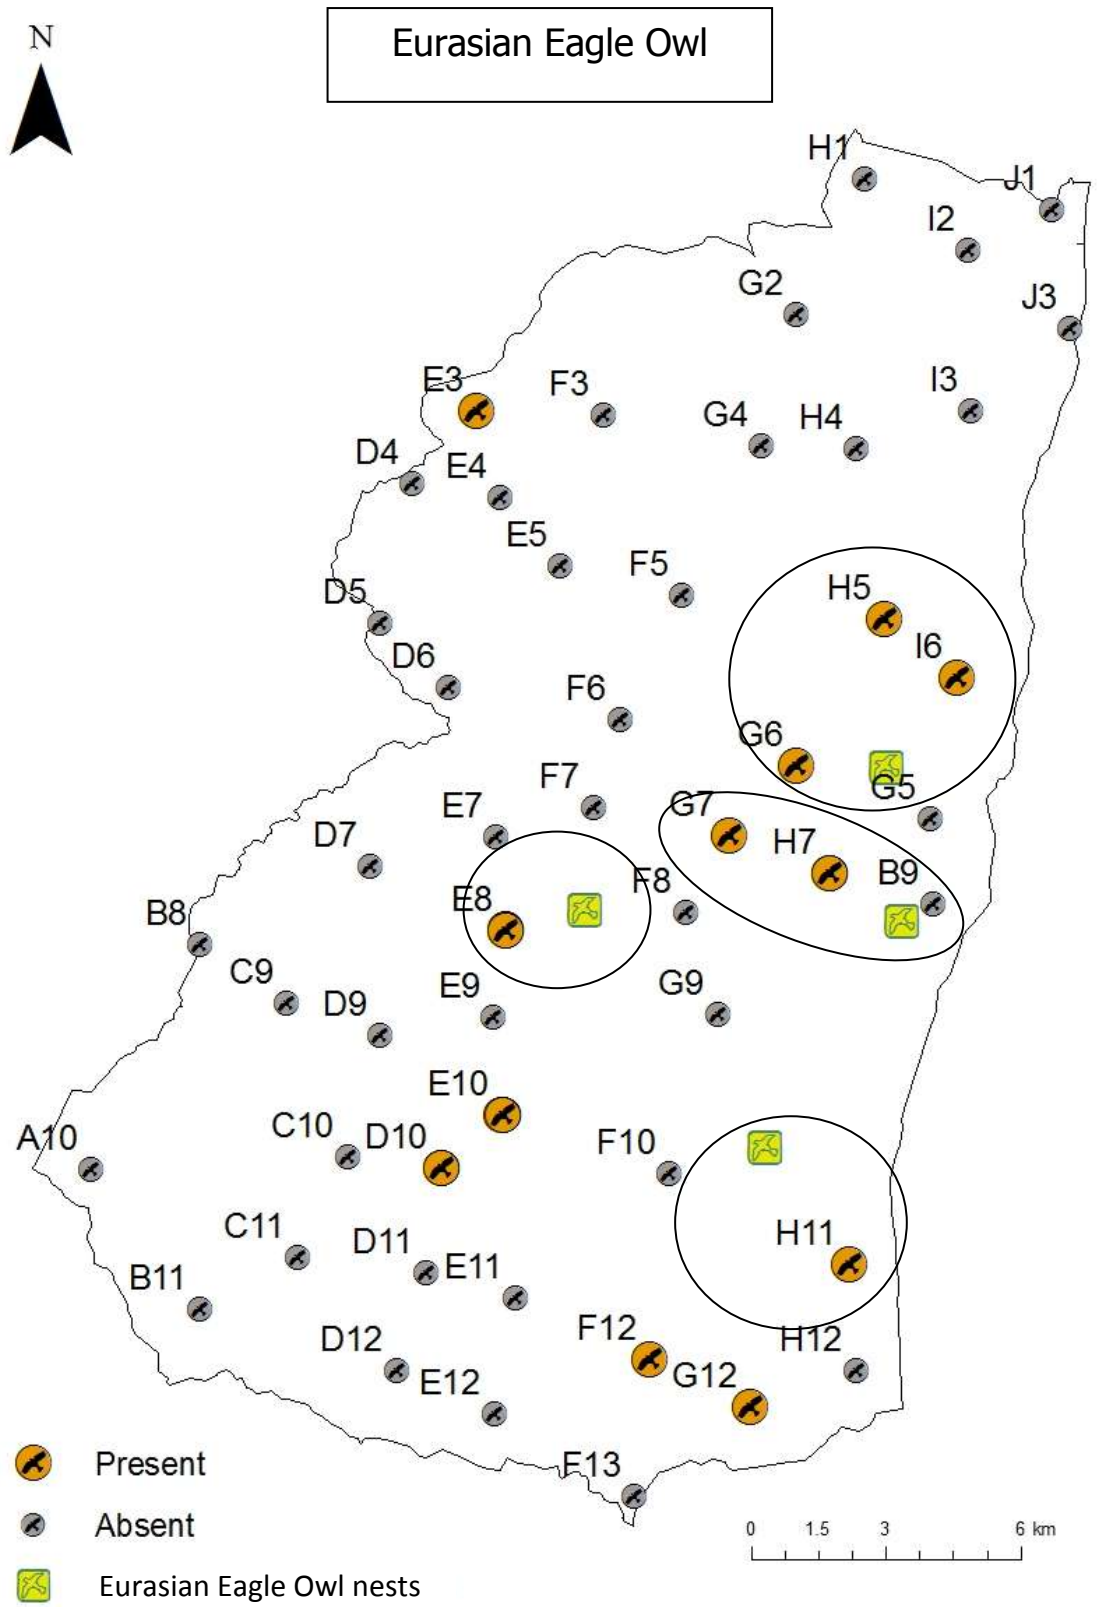 N
Eurasian Eagle Owl
H1
J1
I2
G2
J3
E3
F3
I3
G4
H4
D4
E4
E5
F5
D5
H5
D6
I6
F6
G6
F7
G5
E7
G7
D7
H7
B9
F8
E8
B8
C9
E9
G9
D9
E10
A10
C10
D10
F10
C11
D11
H11
E11
B11
F12
D12
H12
G12
E12
F13
Present
Absent
0 1.5 3 6 km
Eurasian Eagle Owl nests